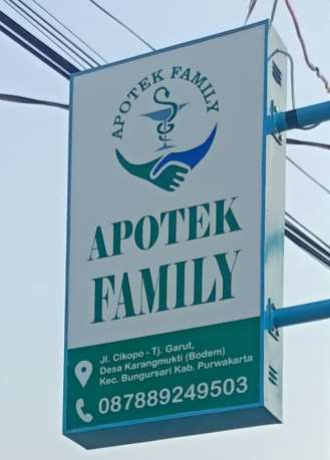 APOTEK FAMILY
APOTEK
FAMILY
Jl. Cikopo - Tj. Garut,
Desa Karangmukti (Bodem)
Kec. Bungursari Kab. Purwakarta
087889249503